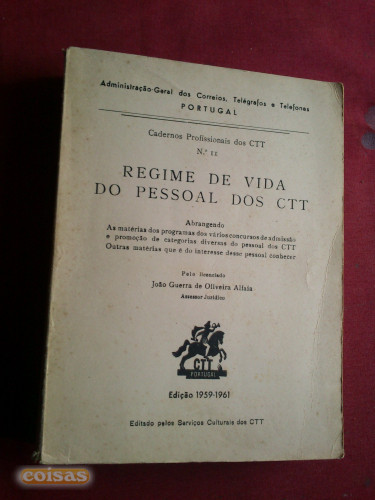 Administração-Geral dos Correios, Telégrafos e Telefones
PORTUGAL
Cadernos Profissionais dos CTT
N.º 11
REGIME DE VIDA
DO PESSOAL DOS CTT
Abrangendo
As matérias dos programas dos vários concursos de admissão
e promoção de categorias diversas do pessoal dos CTT
Outras matérias que é do interesse desse pessoal conhecer
Pelo licenciado
João Guerra de Oliveira Alfaia
Assessor Jurídico
CTT
PORTUGAL
Edição 1959-1961
Editado pelos Serviços Culturais dos CTT
coisas